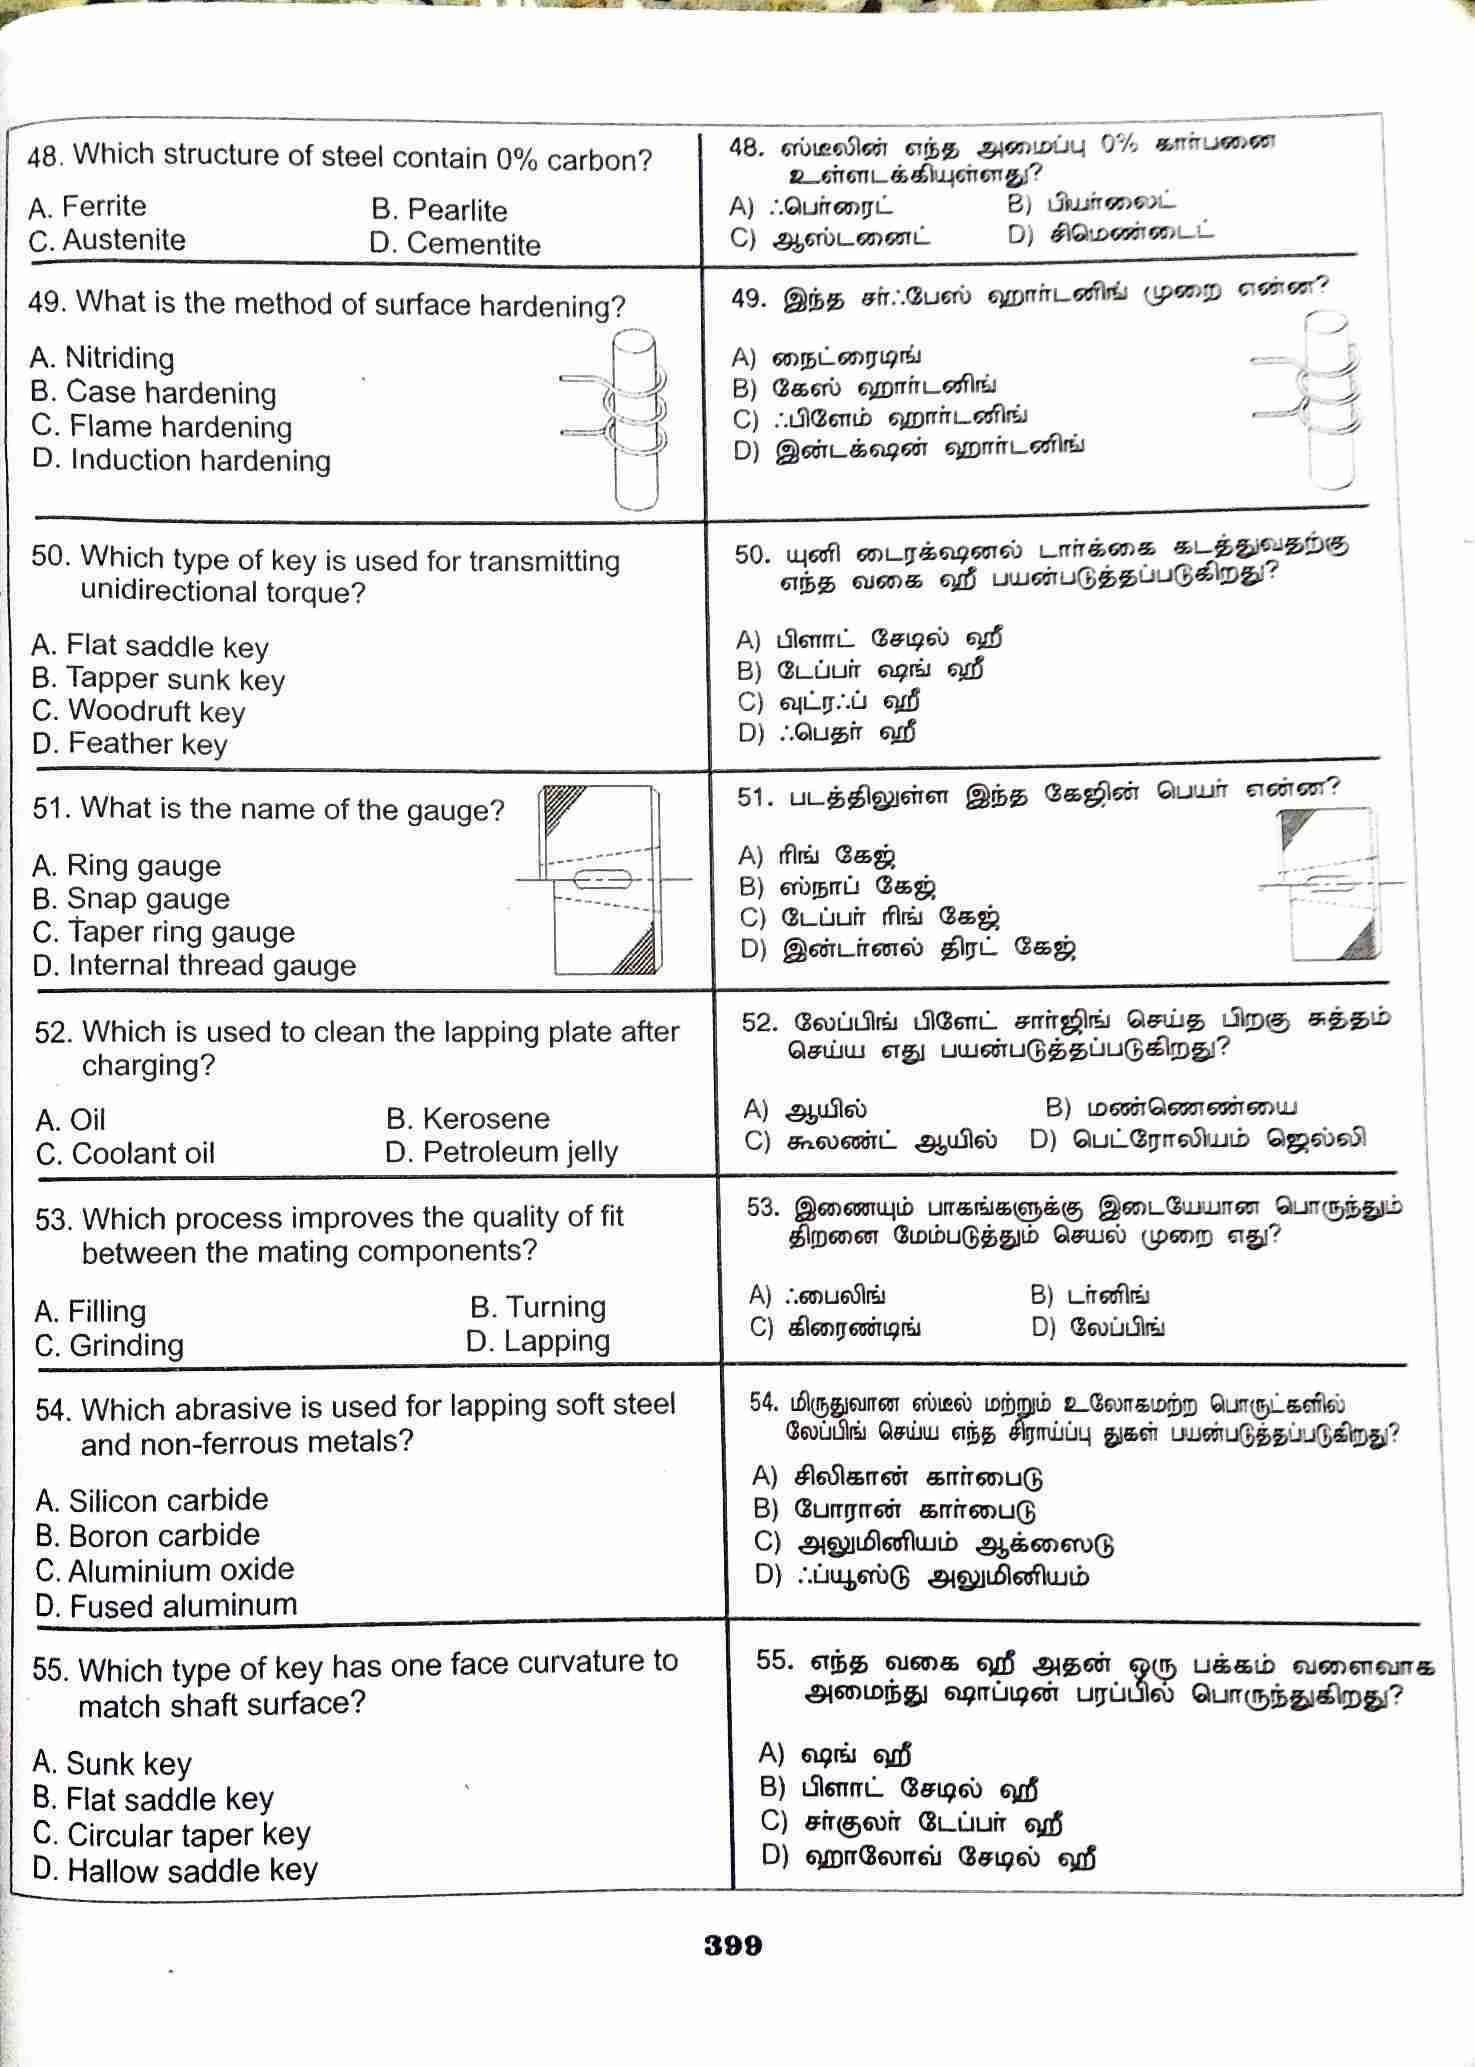 48. Which structure of steel contain 0% carbon?
A. Ferrite B. Pearlite
C. Austenite D. Cementite
48. ஸ்டீலின் எந்த அமைப்பு 0% கார்பனை
உள்ளடக்கியுள்ளது?
A) ஃபெர்ரைட் B) பியர்லைட்
C) ஆஸ்டனைட் D) சிமெண்டைட்
49. What is the method of surface hardening?
A. Nitriding
B. Case hardening
C. Flame hardening
D. Induction hardening
49. இந்த சர்ஃபேஸ் ஹார்டனிங் முறை என்ன?
A) நைட்ரைடிங்
B) கேஸ் ஹார்டனிங்
C) ஃபிளேம் ஹார்டனிங்
D) இன்டக்ஷன் ஹார்டனிங்
50. Which type of key is used for transmitting
unidirectional torque?
A. Flat saddle key
B. Tapper sunk key
C. Woodruft key
D. Feather key
50. யுனி டைரக்ஷனல் டார்க்கை கடத்துவதற்கு
எந்த வகை ஹீ பயன்படுத்தப்படுகிறது?
A) பிளாட் சேடில் ஹீ
B) டேப்பர் ஷங் ஹீ
C) வுட்ரஃப் ஹீ
D) ஃபெதர் ஹீ
51. What is the name of the gauge?
A. Ring gauge
B. Snap gauge
C. Taper ring gauge
D. Internal thread gauge
51. படத்திலுள்ள இந்த கேஜின் பெயர் என்ன?
A) ரிங் கேஜ்
B) ஸ்நாப் கேஜ்
C) டேப்பர் ரிங் கேஜ்
D) இன்டர்னல் திரட் கேஜ்
52. Which is used to clean the lapping plate after
charging?
A. Oil B. Kerosene
C. Coolant oil D. Petroleum jelly
52. லேப்பிங் பிளேட் சார்ஜிங் செய்த பிறகு சுத்தம்
செய்ய எது பயன்படுத்தப்படுகிறது?
A) ஆயில் B) மண்ணெண்யை
C) கூலண்ட் ஆயில் D) பெட்ரோலியம் ஜெல்லி
53. Which process improves the quality of fit
between the mating components?
A. Filling B. Turning
C. Grinding D. Lapping
53. இணையும் பாகங்களுக்கு இடையேயான பொருந்தும்
திறனை மேம்படுத்தும் செயல் முறை எது?
A) ஃபைலிங் B) டர்னிங்
C) கிரைண்டிங் D) லேப்பிங்
54. Which abrasive is used for lapping soft steel
and non-ferrous metals?
A. Silicon carbide
B. Boron carbide
C. Aluminium oxide
D. Fused aluminum
54. மிருதுவான ஸ்டீல் மற்றும் உலோகமற்ற பொருட்களில்
லேப்பிங் செய்ய எந்த சிராய்ப்பு துகள் பயன்படுத்தப்படுகிறது?
A) சிலிகான் கார்பைடு
B) போரான் கார்பைடு
C) அலுமினியம் ஆக்ஸைடு
D) ஃப்யூஸ்டு அலுமினியம்
55. Which type of key has one face curvature to
match shaft surface?
A. Sunk key
B. Flat saddle key
C. Circular taper key
D. Hallow saddle key
55. எந்த வகை ஹீ அதன் ஒரு பக்கம் வளைவாக
அமைந்து ஷாப்டின் பரப்பில் பொருந்துகிறது?
A) ஷங் ஹீ
B) பிளாட் சேடில் ஹீ
C) சர்குலர் டேப்பர் ஹீ
D) ஹாலோவ் சேடில் ஹீ
399